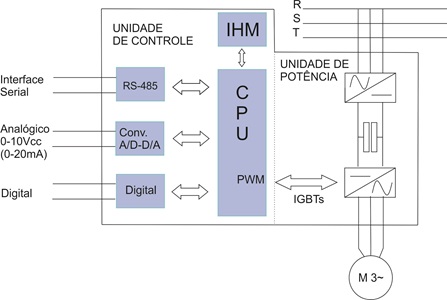 R
S
T
UNIDADE
DE CONTROLE
IHM
UNIDADE DE
POTÊNCIA
Interface
Serial
RS-485
C
P
U
Analógico
0-10Vcc
(0-20mA)
Conv.
A/D-D/A
Digital
Digital
PWM
IGBTs
M 3~